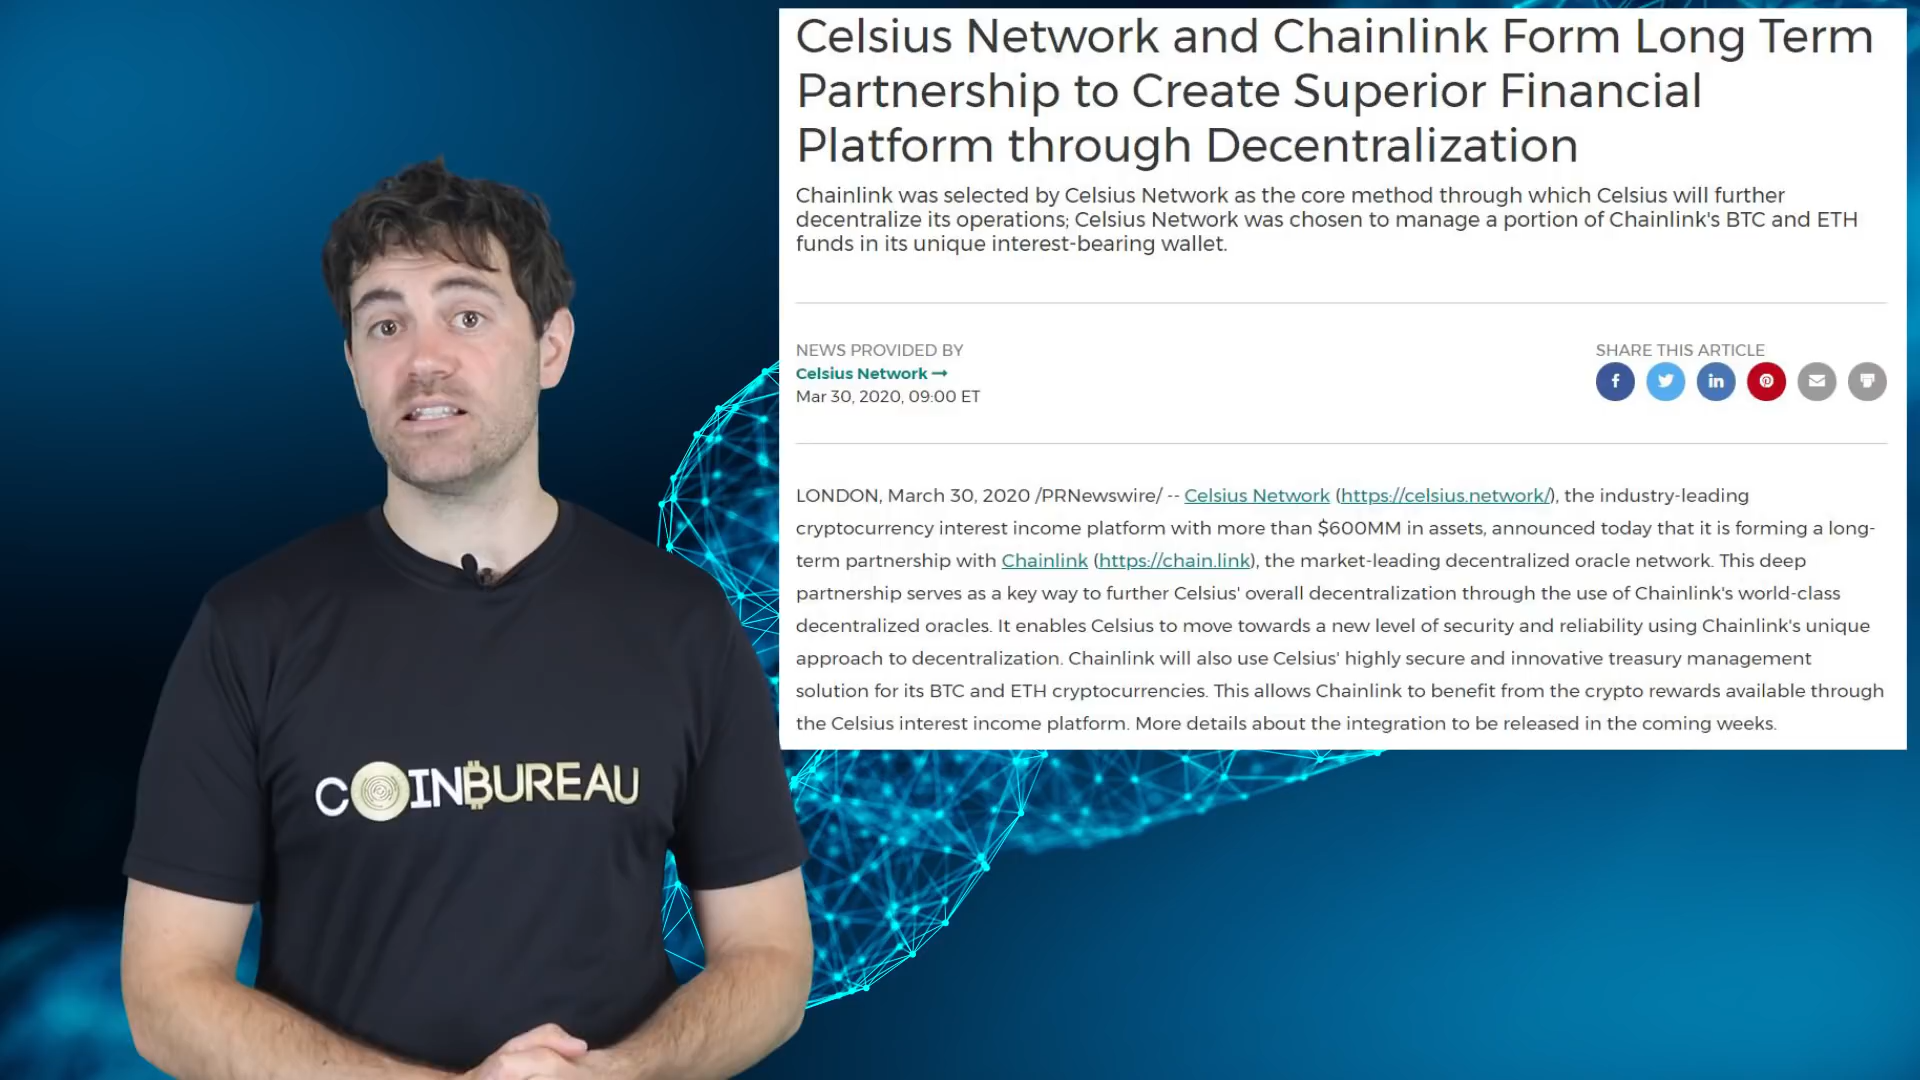 Celsius Network and Chainlink Form Long Term
Partnership to Create Superior Financial
Platform through Decentralization
Chainlink was selected by Celsius Network as the core method through which Celsius will further
decentralize its operations; Celsius Network was chosen to manage a portion of Chainlink's BTC and ETH
funds in its unique interest-bearing wallet.
NEWS PROVIDED BY
Celsius Network
Mar 30, 2020, 09:00 ET
SHARE THIS ARTICLE
LONDON, March 30, 2020 /PRNewswire/ -- Celsius Network (https://celsius.network/), the industry-leading
cryptocurrency interest income platform with more than $600MM in assets, announced today that it is forming a long-
term partnership with Chainlink (https://chain.link), the market-leading decentralized oracle network. This deep
partnership serves as a key way to further Celsius' overall decentralization through the use of Chainlink's world-class
decentralized oracles. It enables Celsius to move towards a new level of security and reliability using Chainlink's unique
approach to decentralization. Chainlink will also use Celsius' highly secure and innovative treasury management
solution for its BTC and ETH cryptocurrencies. This allows Chainlink to benefit from the crypto rewards available through
the Celsius interest income platform. More details about the integration to be released in the coming weeks.
COINBUREAU